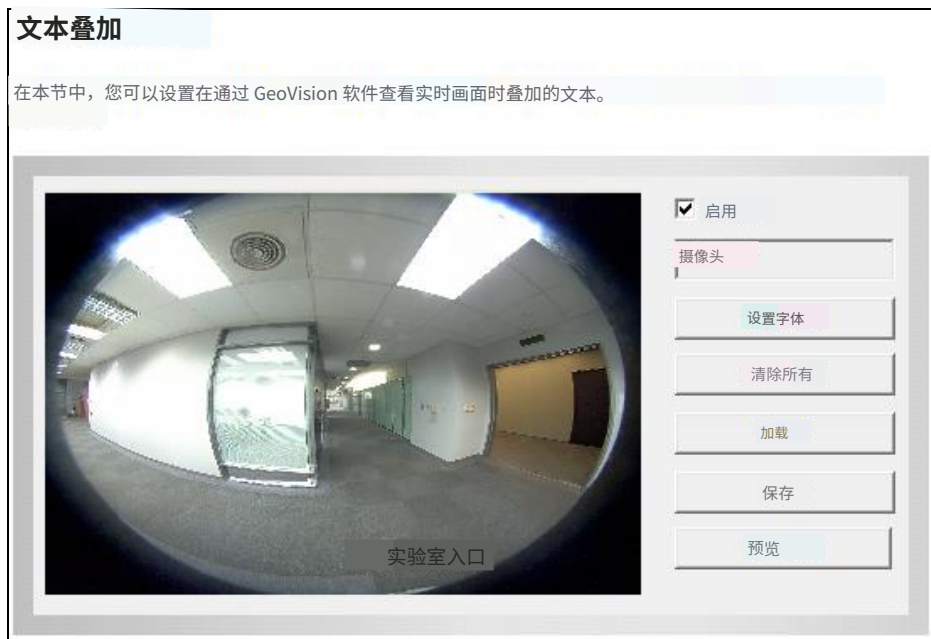 文本叠加
在本节中，您可以设置在通过 GeoVision 软件查看实时画面时叠加的文本。
启用
摄像头
设置字体
清除所有
加载
保存
预览
实验室入口